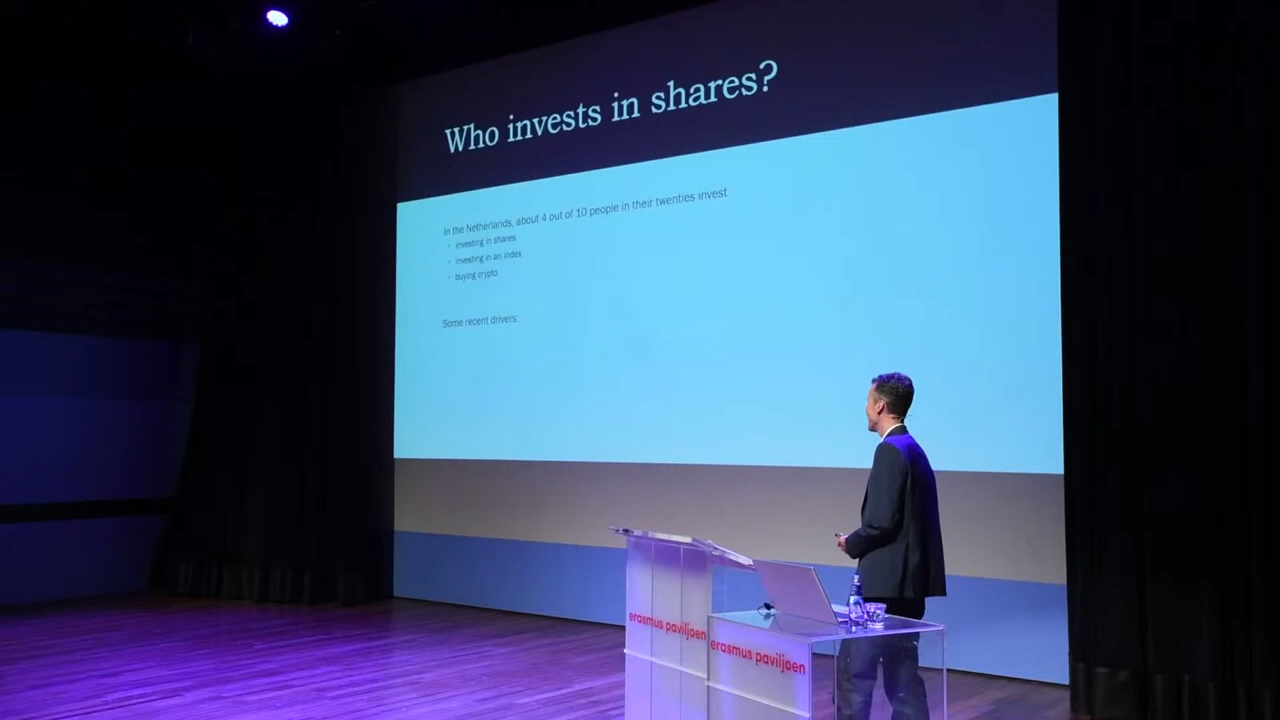 Who invests in shares?
In the Netherlands, about 4 out of 10 people in their twenties invest
• investing in shares
• investing in an index
• buying crypto
Some recent drivers:
erasmus paviljoen
erasmus paviljoen